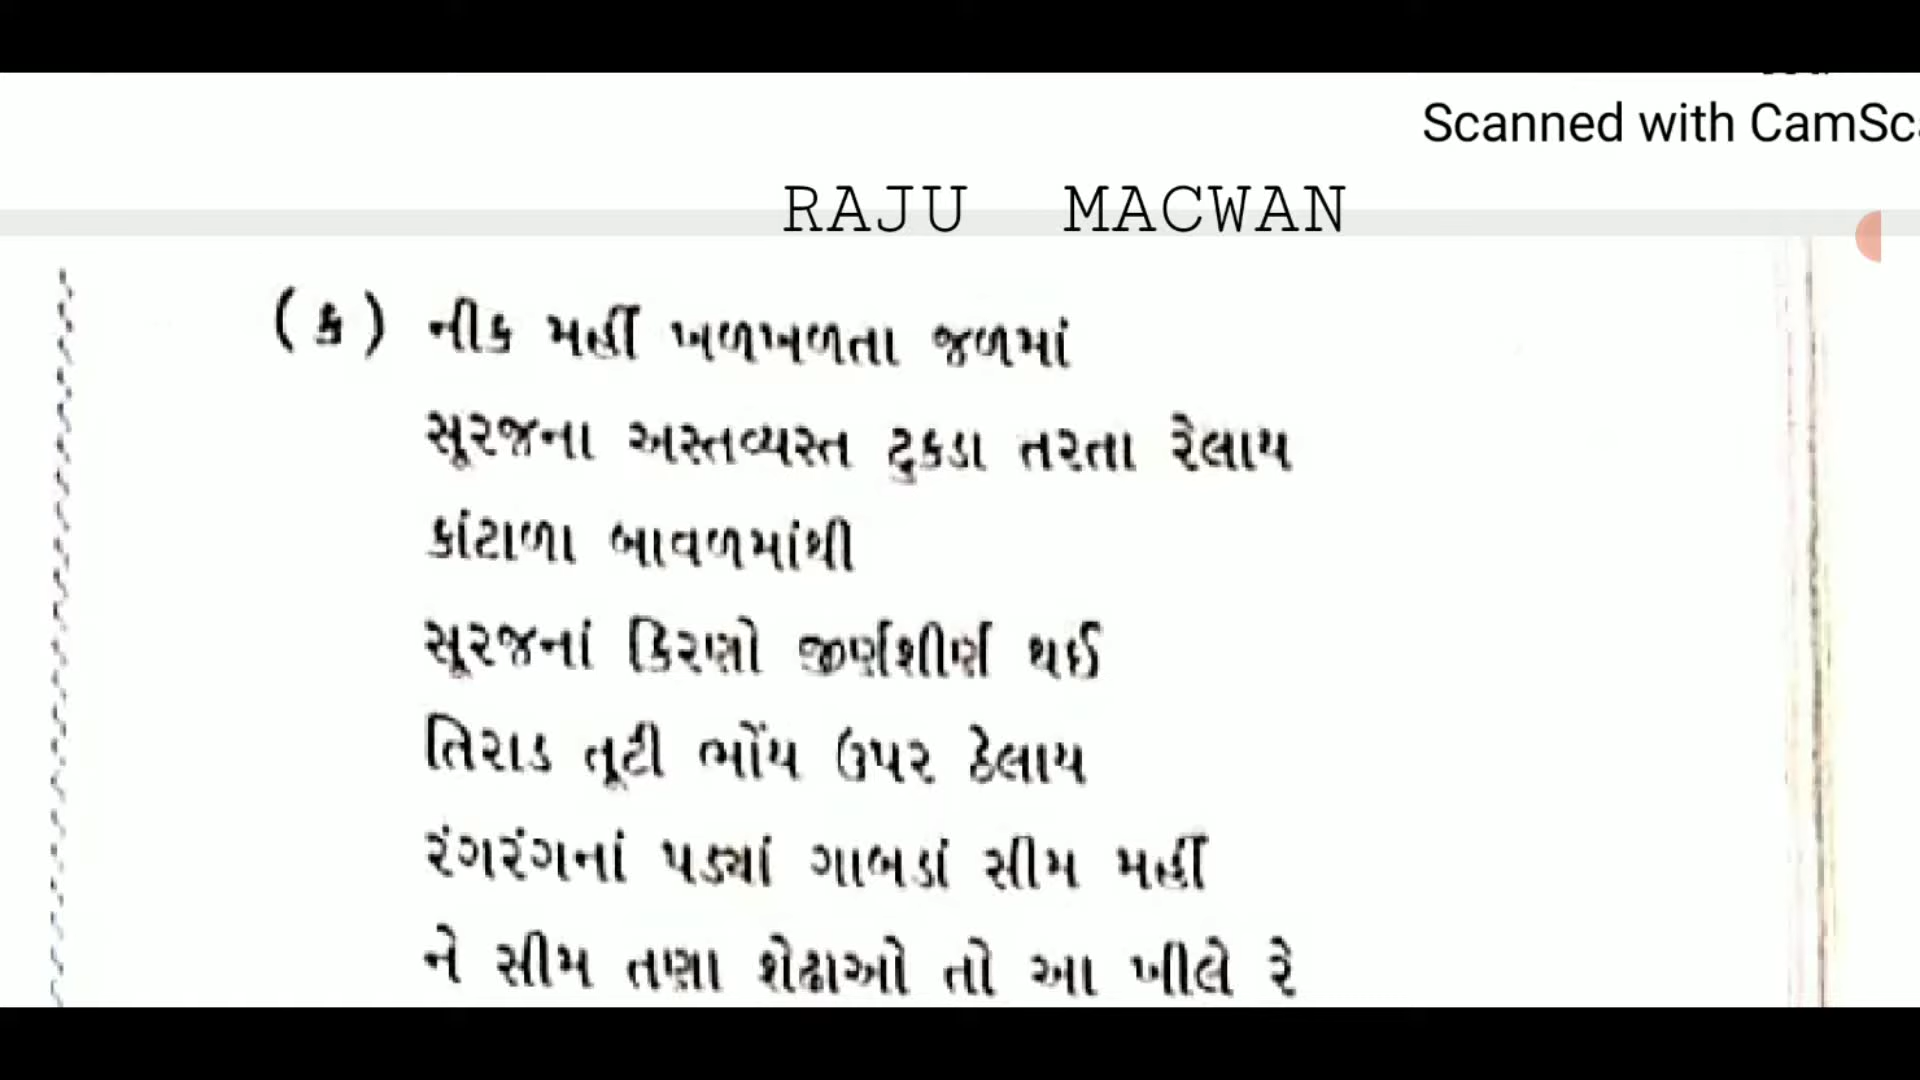 Scanned with CamSc
RAJU MACWAN
(ક) નીક મહીં ખળખળતા જળમાં
સૂરજના અસ્તવ્યસ્ત ટુકડા તરતા રેલાય
કાંટાળા બાવળમાંથી
સૂરજનાં કિરણો જીર્ણશીર્ણ થઈ
તિરાડ તૂટી ભોંય ઉપર ઠેલાય
રંગરંગનાં પડ્યાં ગાબડાં સીમ મહીં
ને સીમ તણા શેઢાઓ તો આ ખીલે રે